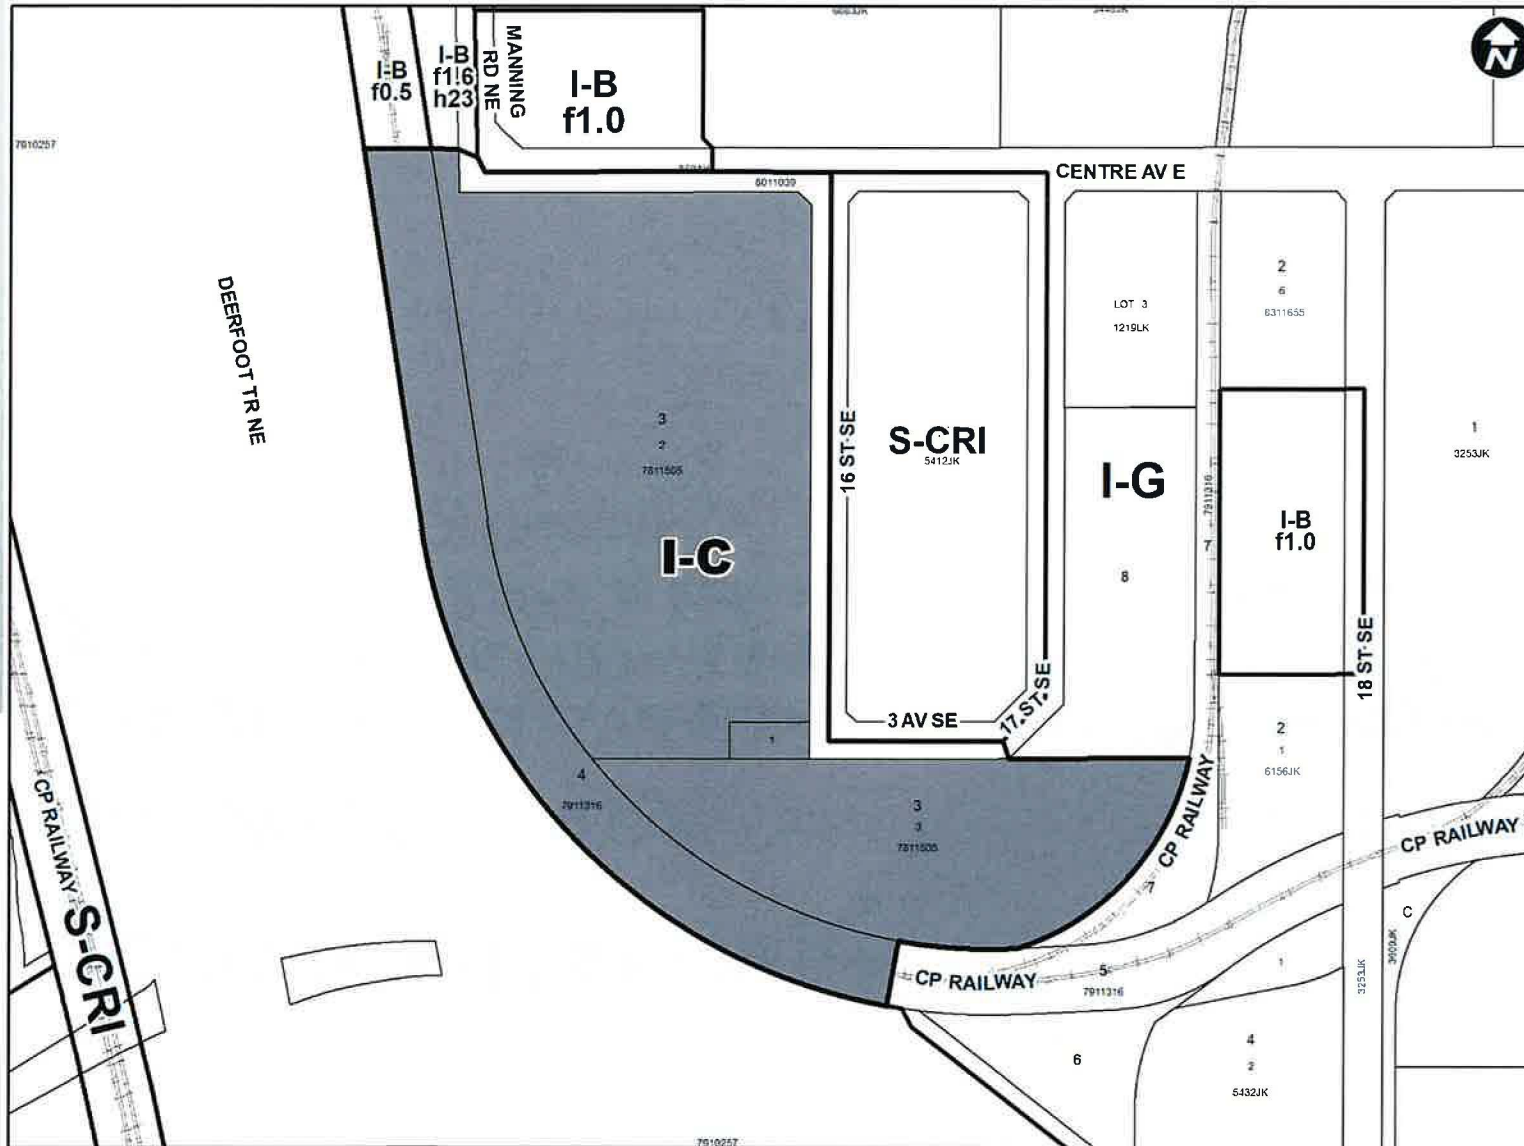 N
I-B
f0.5
I-B
f1.6
h23
MANNING
RD NE
I-B
f1.0
7910257
CENTRE AV E
6011039
DEERFOOT TR NE
LOT 3
1219LK
2
6
8311655
3
2
7811505
16 ST SE
S-CRI
5412JK
I-G
7911316
7
I-B
f1.0
1
3253JK
I-C
8
17 ST SE
18 ST SE
3 AV SE
1
2
1
6156JK
4
7911316
3
3
7811505
CP RAILWAY
7
CP RAILWAY
CP RAILWAY
S-CRI
C
CP RAILWAY
5
7911316
1
3253JK
3909JK
6
4
2
5432JK
7910257